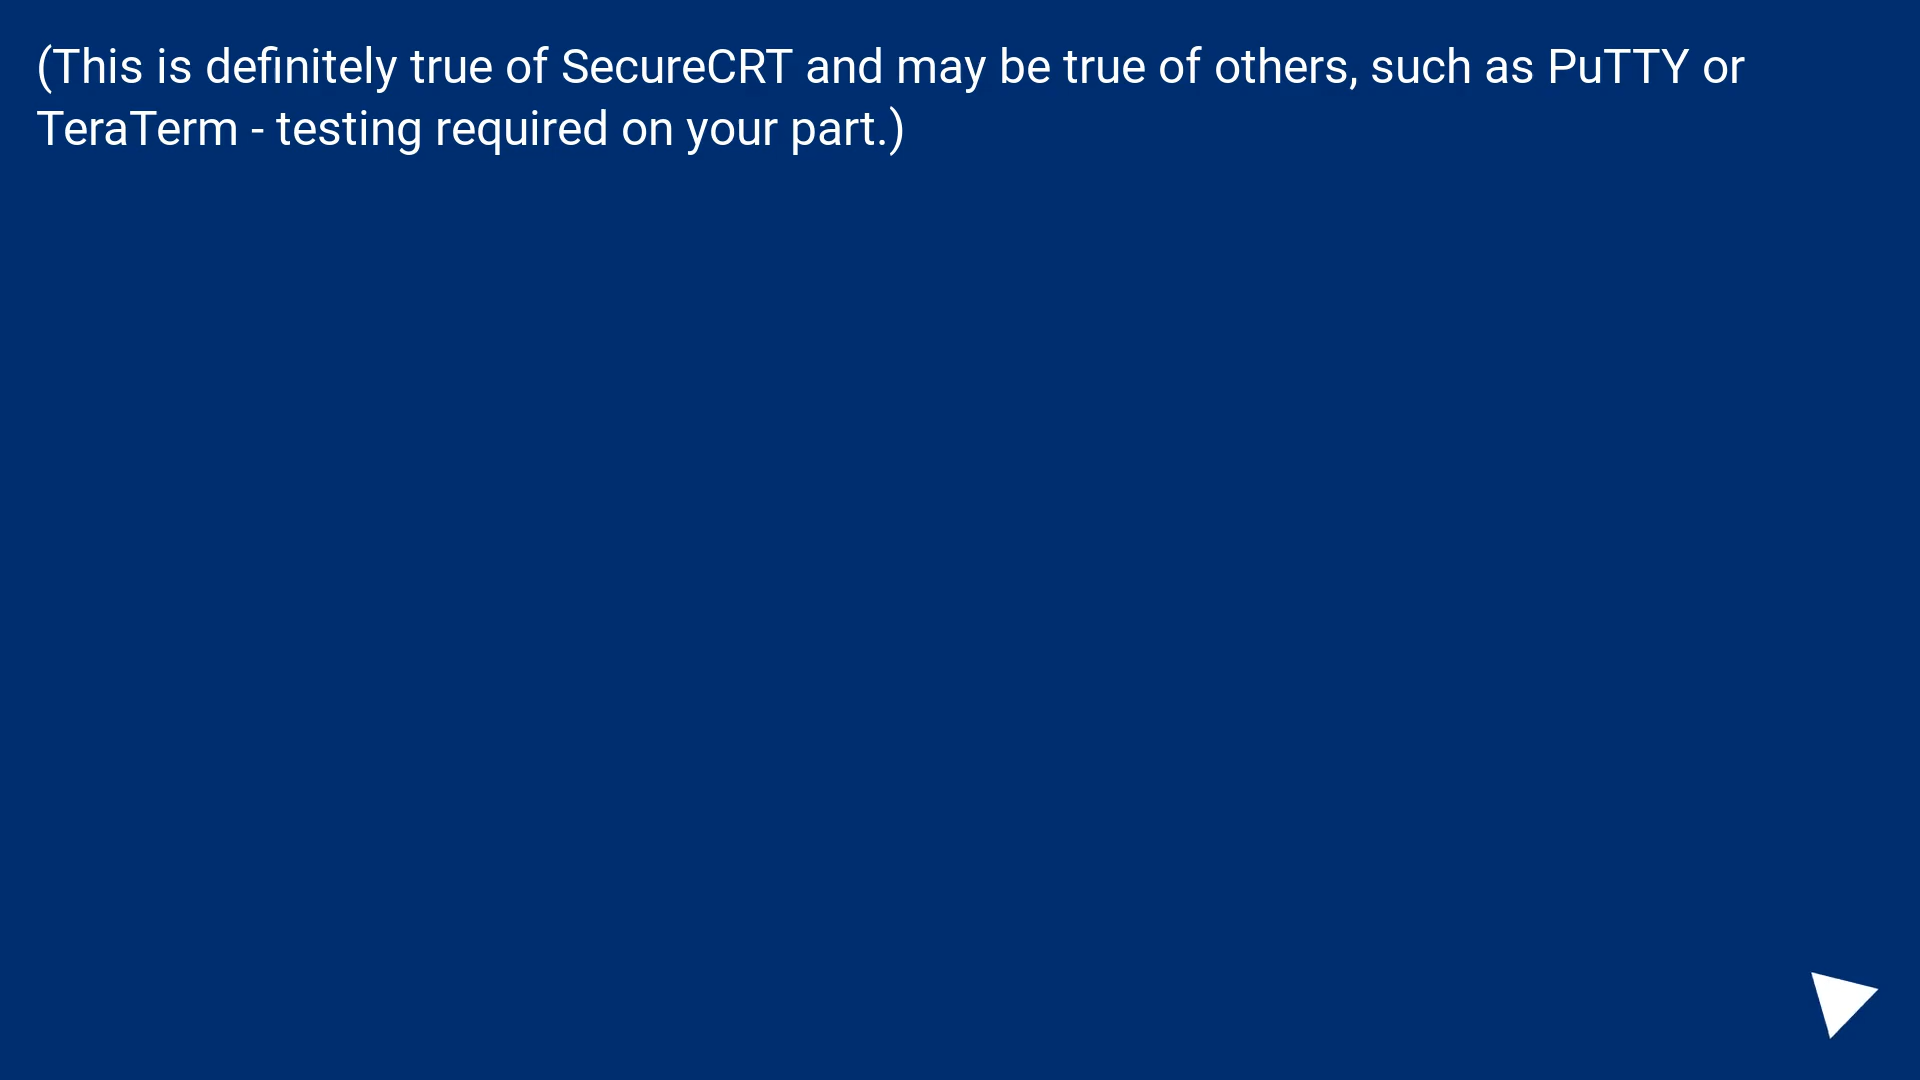 (This is definitely true of SecureCRT and may be true of others, such as PuTTY or
TeraTerm - testing required on your part.)